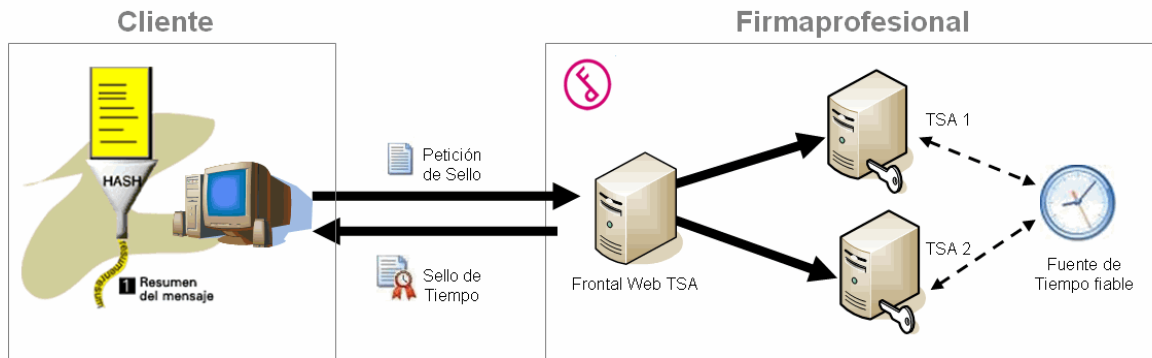 Cliente
Firmaprofesional
HASH
resumenresum
1 Resumen
del mensaje
Petición
de Sello
Sello de
Tiempo
Frontal Web TSA
TSA 1
TSA 2
Fuente de
Tiempo fiable